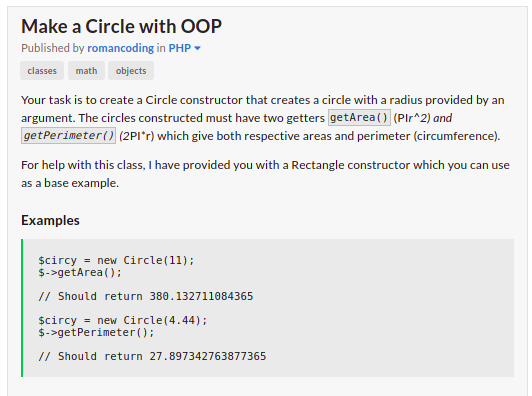 Make a Circle with OOP
Published by romancoding in PHP
classes math objects
Your task is to create a Circle constructor that creates a circle with a radius provided by an
argument. The circles constructed must have two getters getArea() (PIr^2) and
getPerimeter() (2PI*r) which give both respective areas and perimeter (circumference).
For help with this class, I have provided you with a Rectangle constructor which you can use
as a base example.
Examples
$circy = new Circle(11);
$->getArea();
// Should return 380.132711084365
$circy = new Circle(4.44);
$->getPerimeter();
// Should return 27.897342763877365